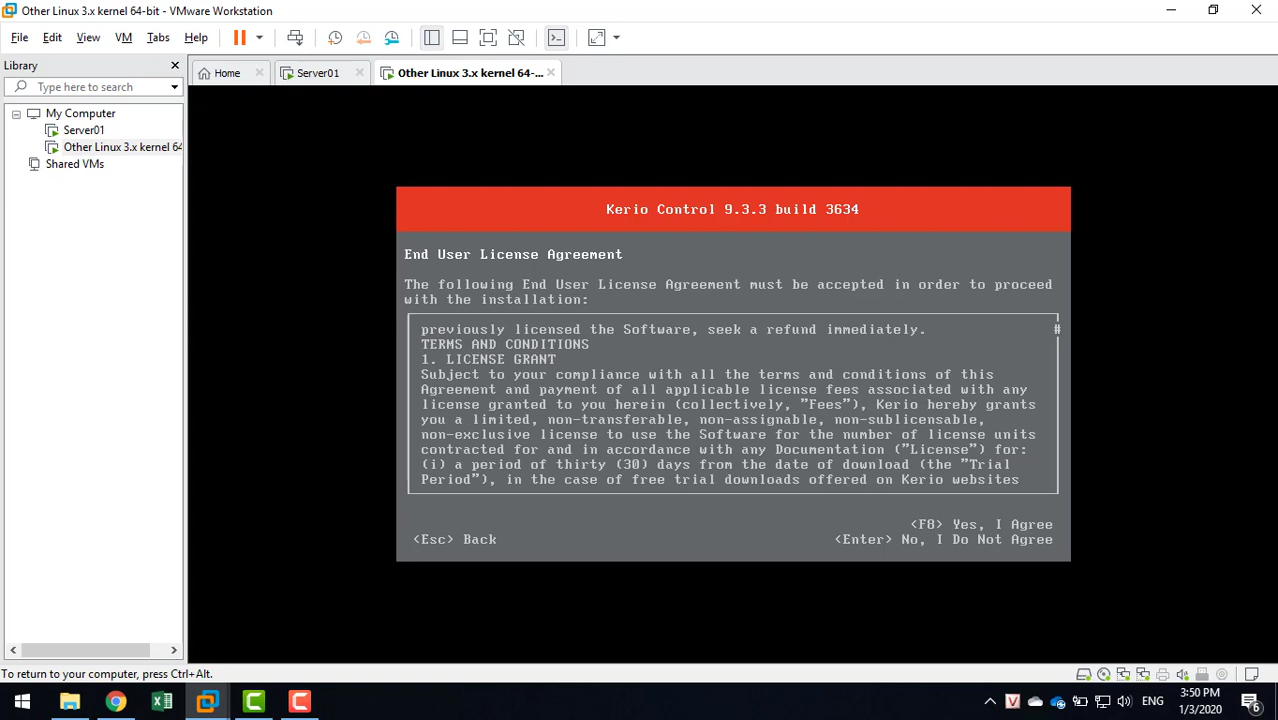 Other Linux 3.x kernel 64-bit - VMware Workstation
File Edit View VM Tabs Help
Library
Type here to search
My Computer
Server01
Other Linux 3.x kernel 64
Shared VMs
Home
Server01
Other Linux 3.x kernel 64-...
Kerio Control 9.3.3 build 3634
End User License Agreement
The following End User License Agreement must be accepted in order to proceed
with the installation:
previously licensed the Software, seek a refund immediately.
#
TERMS AND CONDITIONS
1. LICENSE GRANT
Subject to your compliance with all the terms and conditions of this
Agreement and payment of all applicable license fees associated with any
license granted to you herein (collectively, "Fees"), Kerio hereby grants
you a limited, non-transferable, non-assignable, non-sublicensable,
non-exclusive license to use the Software for the number of license units
contracted for and in accordance with any Documentation ("License") for:
(i) a period of thirty (30) days from the date of download (the "Trial
Period"), in the case of free trial downloads offered on Kerio websites
<F8> Yes, I Agree
<Esc> Back
<Enter> No, I Do Not Agree
To return to your computer, press Ctrl+Alt.
ENG
3:50 PM
1/3/2020
6